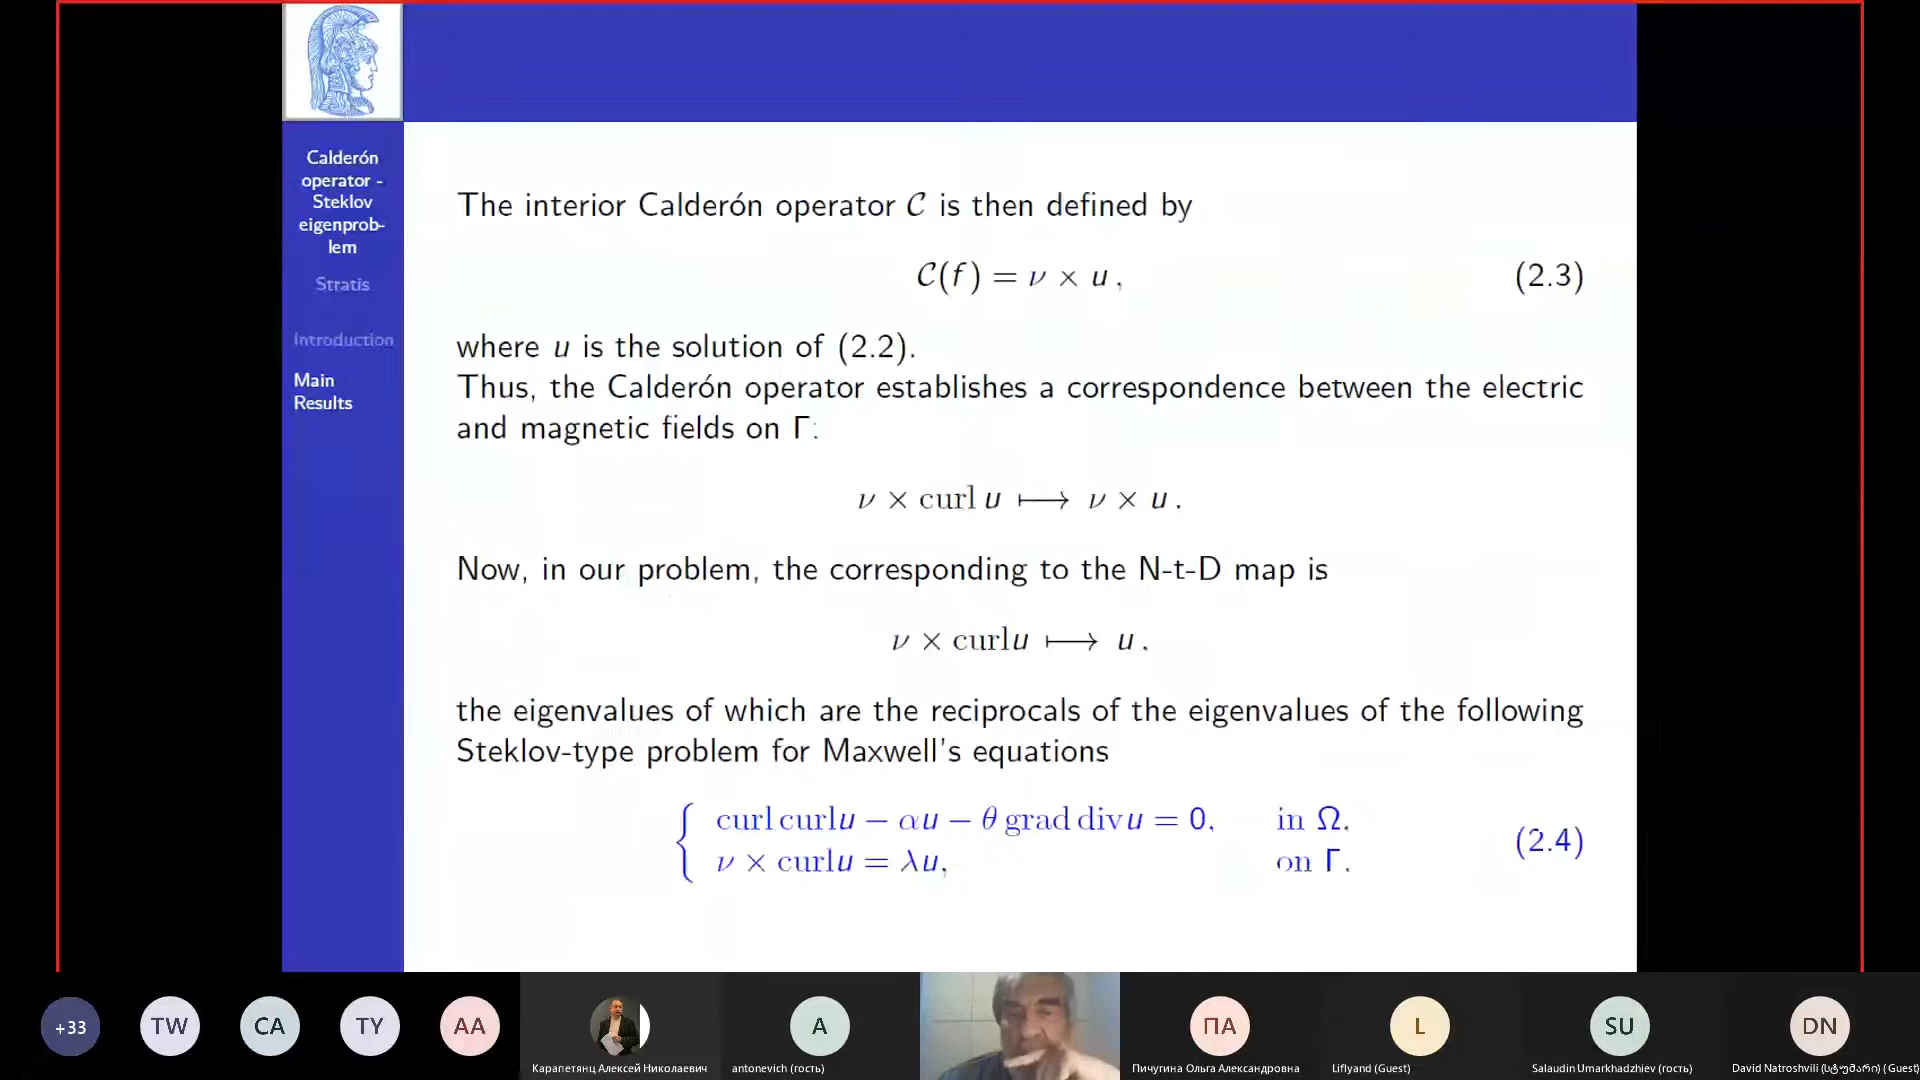 Calderón
operator -
Steklov
eigenprob-
lem
Stratis
Introduction
Main
Results
The interior Calderón operator 𝒞 is then defined by
𝒞(f) = ν × u , (2.3)
where u is the solution of (2.2).
Thus, the Calderón operator establishes a correspondence between the electric
and magnetic fields on Γ:
ν × curl u ⟼ ν × u .
Now, in our problem, the corresponding to the N-t-D map is
ν × curlu ⟼ u .
the eigenvalues of which are the reciprocals of the eigenvalues of the following
Steklov-type problem for Maxwell's equations
curl curlu − αu − θ grad divu = 0, in Ω.
ν × curlu = λu, on Γ.
(2.4)
+33
TW
CA
TY
AA
A
ПА
L
SU
DN
Карапетянц Алексей Николаевич
antonevich (гость)
Пичугина Ольга Александровна
Liflyand (Guest)
Salaudin Umarkhadzhiev (гость)
David Natroshvili (სტუმარი) (Guest)